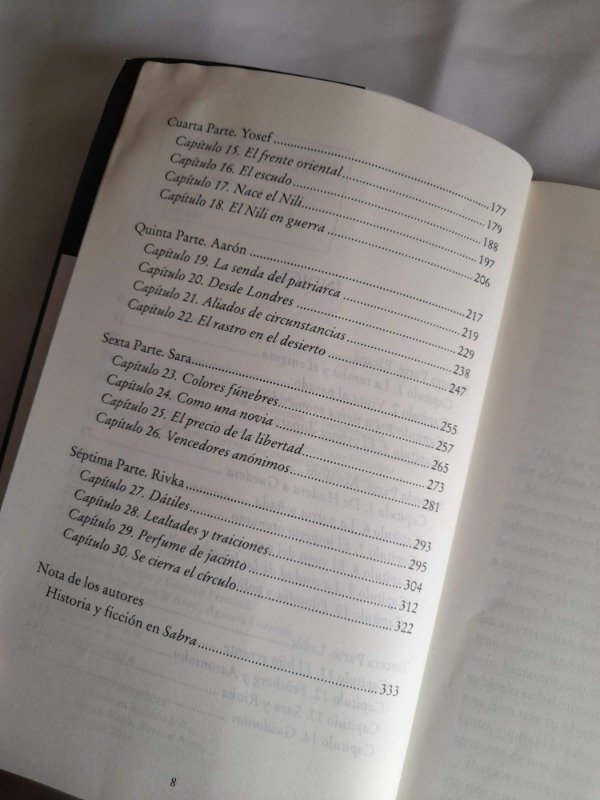 Cuarta Parte. Yosef ........ 177
Capítulo 15. El frente oriental ........ 179
Capítulo 16. El escudo ........ 188
Capítulo 17. Nace el Nili ........ 197
Capítulo 18. El Nili en guerra ........ 206
Quinta Parte. Aarón ........ 217
Capítulo 19. La senda del patriarca ........ 219
Capítulo 20. Desde Londres ........ 229
Capítulo 21. Aliados de circunstancias ........ 238
Capítulo 22. El rastro en el desierto ........ 247
Sexta Parte. Sara ........ 255
Capítulo 23. Colores fúnebres ........ 257
Capítulo 24. Como una novia ........ 265
Capítulo 25. El precio de la libertad ........ 273
Capítulo 26. Vencedores anónimos ........ 281
Séptima Parte. Rivka ........ 293
Capítulo 27. Dátiles ........ 295
Capítulo 28. Lealtades y traiciones ........ 304
Capítulo 29. Perfume de jacinto ........ 312
Capítulo 30. Se cierra el círculo ........ 322
Nota de los autores
Historia y ficción en Sabra ........ 333
8